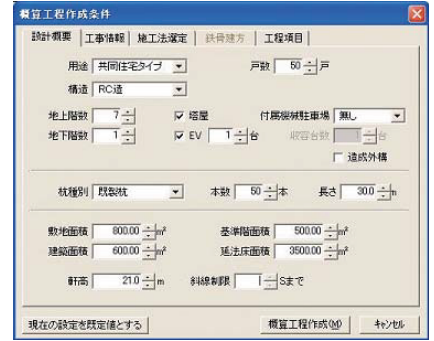 概算工程作成条件
設計概要 工事情報 施工法選定 鉄骨建方 工程項目
用途 共同住宅タイプ 戸数 50 戸
構造 RC造
地上階数 7 塔屋 付属機械駐車場 無し
地下階数 1 EV 1 台 収容台数 1 台
造成外構
杭種別 既製杭 本数 50 本 長さ 30.0 m
敷地面積 800.00 m² 基準階面積 500.00 m²
建築面積 600.00 m² 延法床面積 3500.00 m²
軒高 21.0 m 斜線制限 1 Sまで
現在の設定を既定値とする 概算工程作成(M) キャンセル